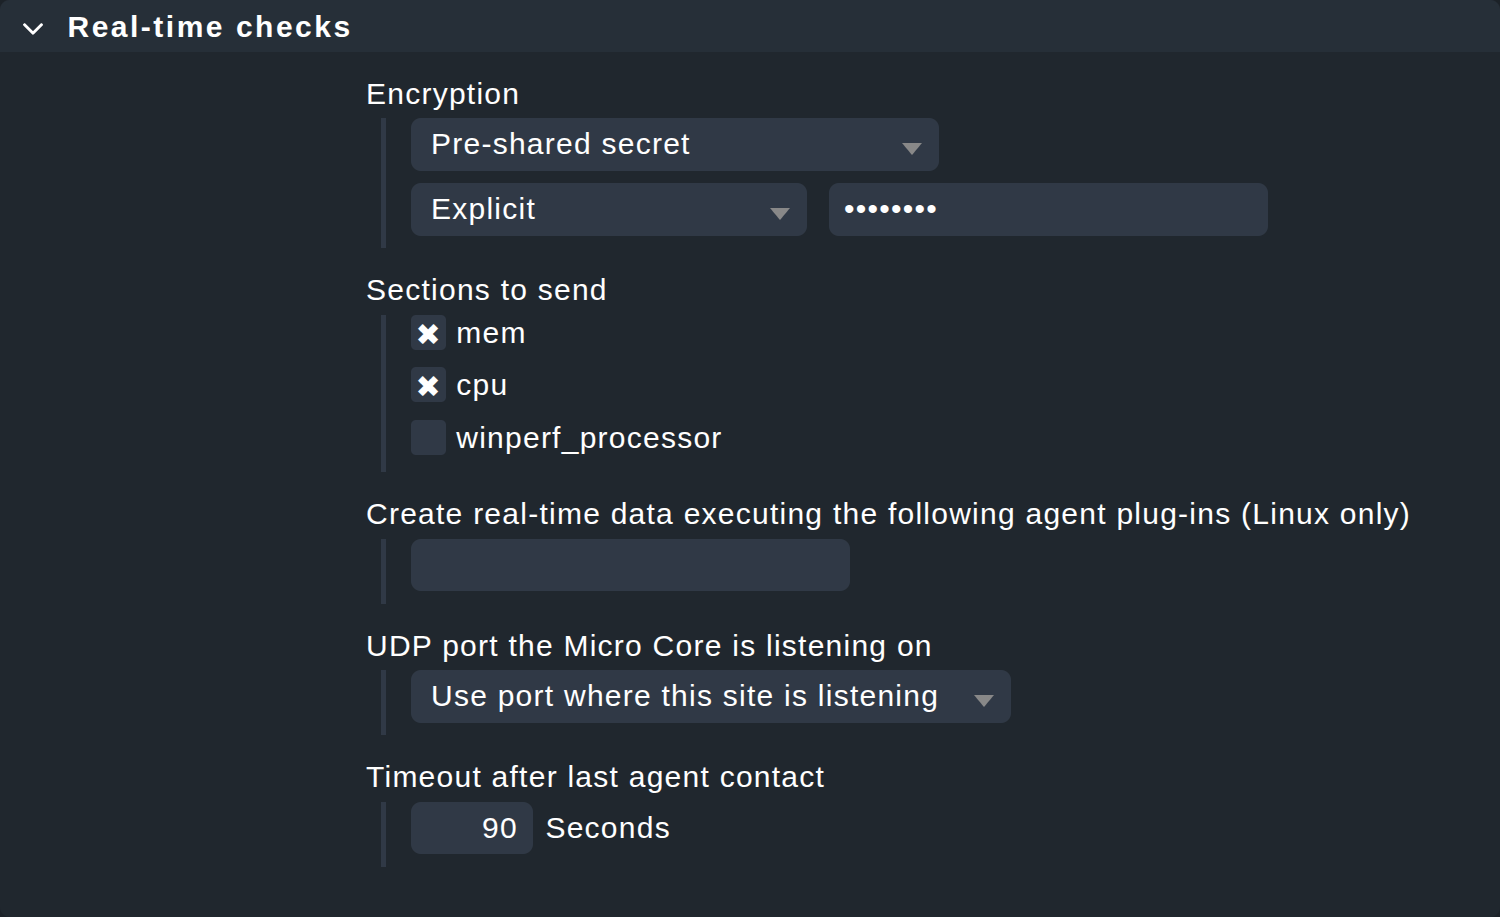 Real-time checks
Encryption
Pre-shared secret
Explicit ••••••••
Sections to send
mem
cpu
winperf_processor
Create real-time data executing the following agent plug-ins (Linux only)
UDP port the Micro Core is listening on
Use port where this site is listening
Timeout after last agent contact
90 Seconds